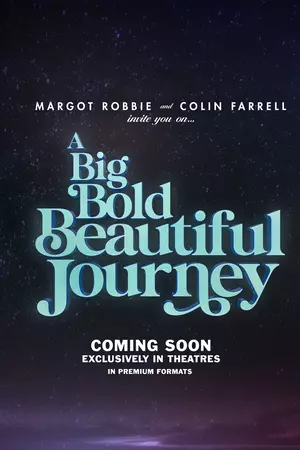 MARGOT ROBBIE and COLIN FARRELL
invite you on...
A
Big
Bold
Beautiful
Journey
COMING SOON
EXCLUSIVELY IN THEATRES
IN PREMIUM FORMATS